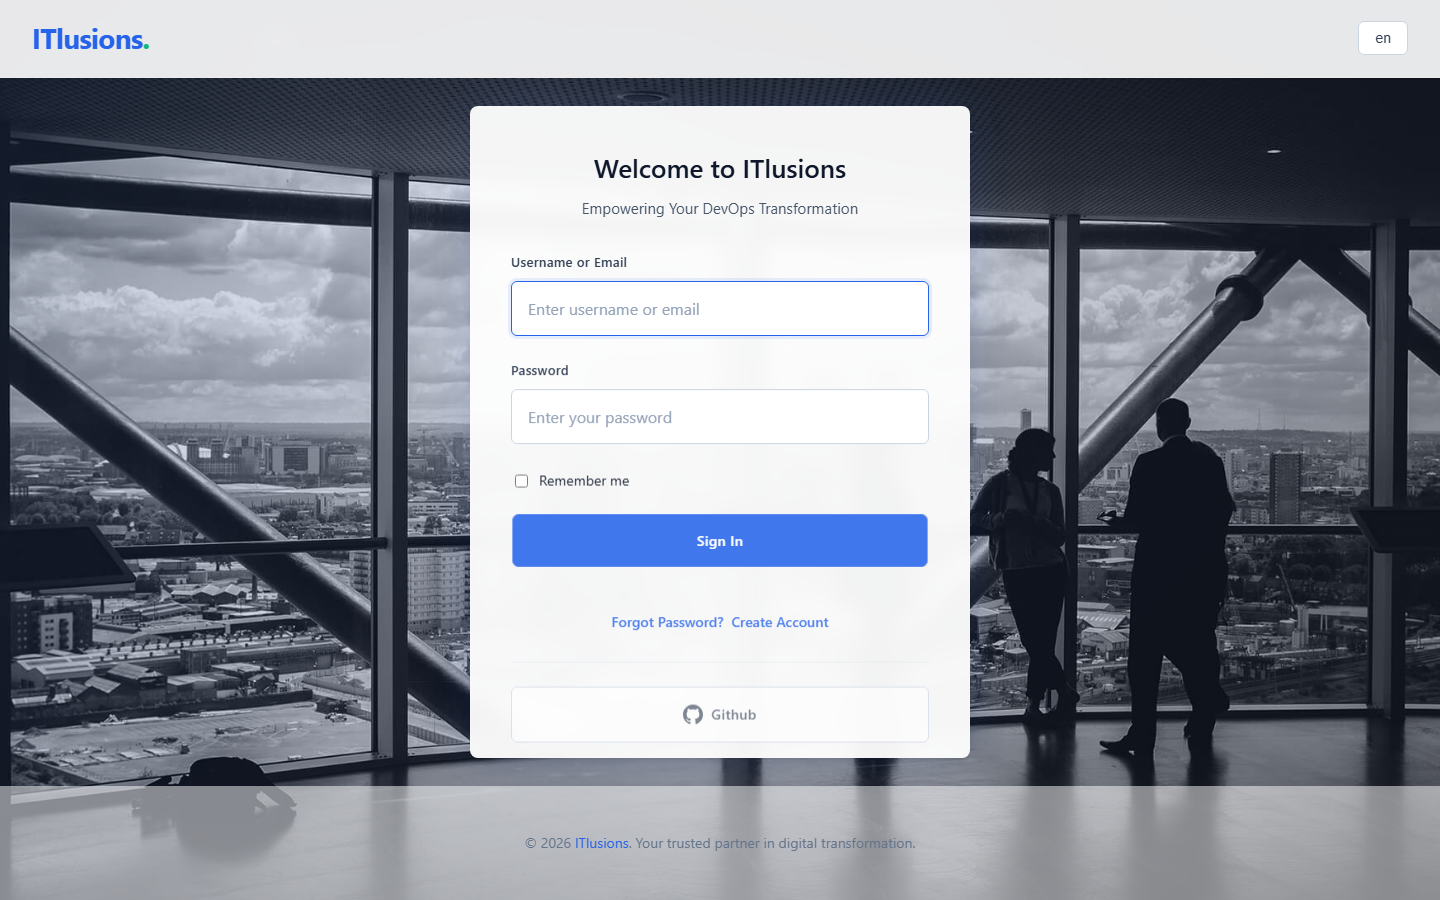 ITlusions.
en
Welcome to ITlusions
Empowering Your DevOps Transformation
Username or Email
Enter username or email
Password
Enter your password
Remember me
Sign In
Forgot Password? Create Account
Github
© 2026 ITlusions. Your trusted partner in digital transformation.